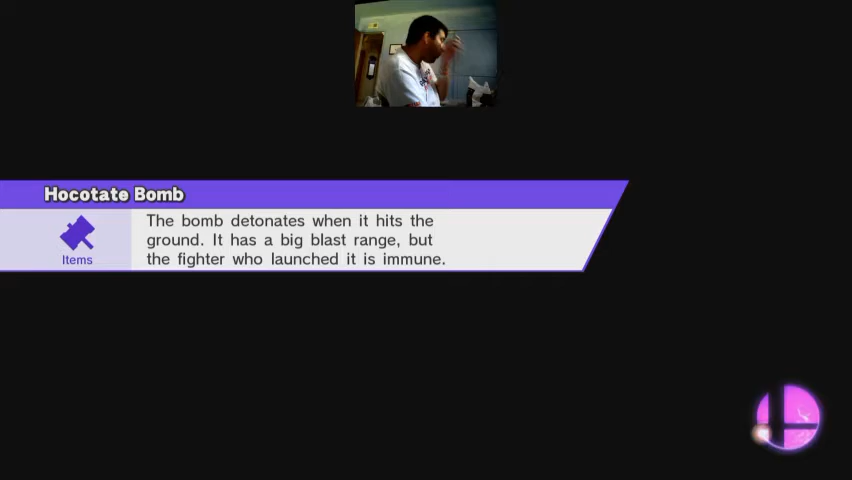 Hocotate Bomb
The bomb detonates when it hits the
ground. It has a big blast range, but
the fighter who launched it is immune.
Items